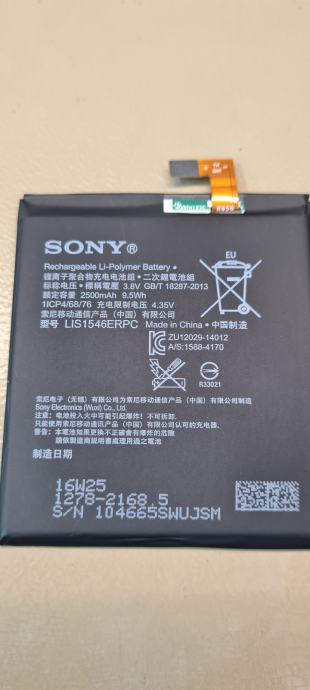 SONY®
Rechargeable Li-Polymer Battery •
锂离子聚合物充电电池组 • 二次鋰電池組
标称电压 • 標稱電壓 3.8V GB/T 18287-2013
额定容量 2500mAh 9.5Wh
1ICP4/68/76 充电限制电压 4.35V
索尼移动通信产品（中国）有限公司
型号 LIS1546ERPC Made in China • 中国制造
EU
ZU12029-14012
A/S: 1588-4170
R33021
索尼电子（无锡）有限公司为索尼移动通信产品（中国）有限公司制造
Sony Electronics (Wuxi) Co., Ltd.
注意：电池投入火中可能引起爆炸！不可拆卸。
只能使用索尼移动通信产品（中国）有限公司认可的充电器。
警告：本電池如果更換不正確會有爆炸的危險
請依製造商說明書處理用過之電池
制造日期
16W25
1278-2168.5
S/N 104665SWUJSM